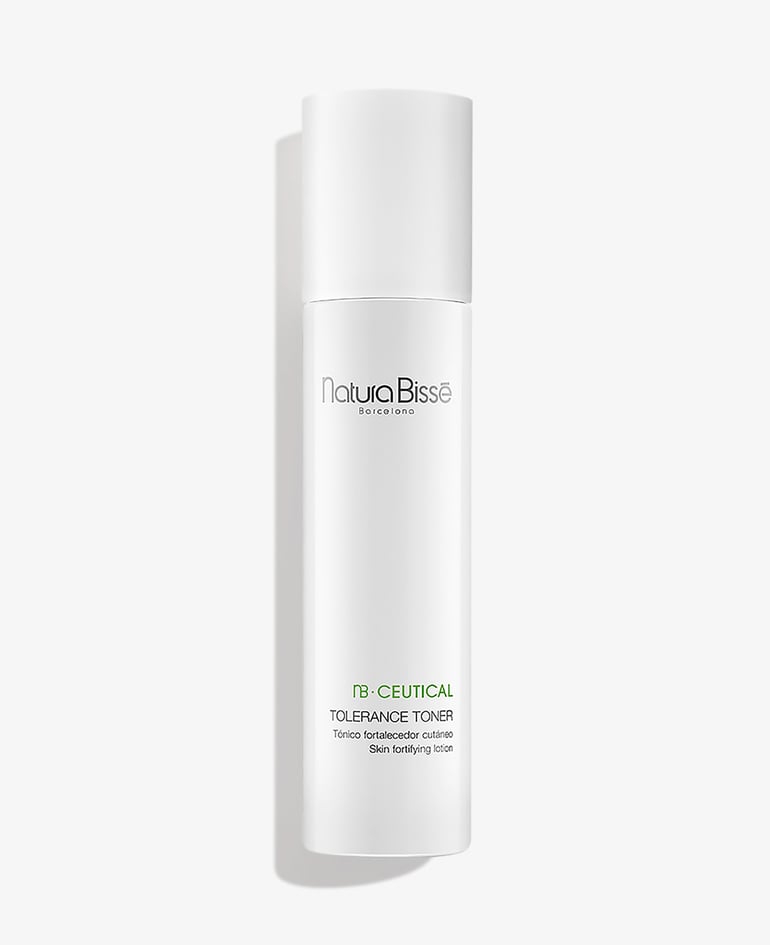 Natura Bissé
Barcelona
NB·CEUTICAL
TOLERANCE TONER
Tónico fortalecedor cutáneo
Skin fortifying lotion